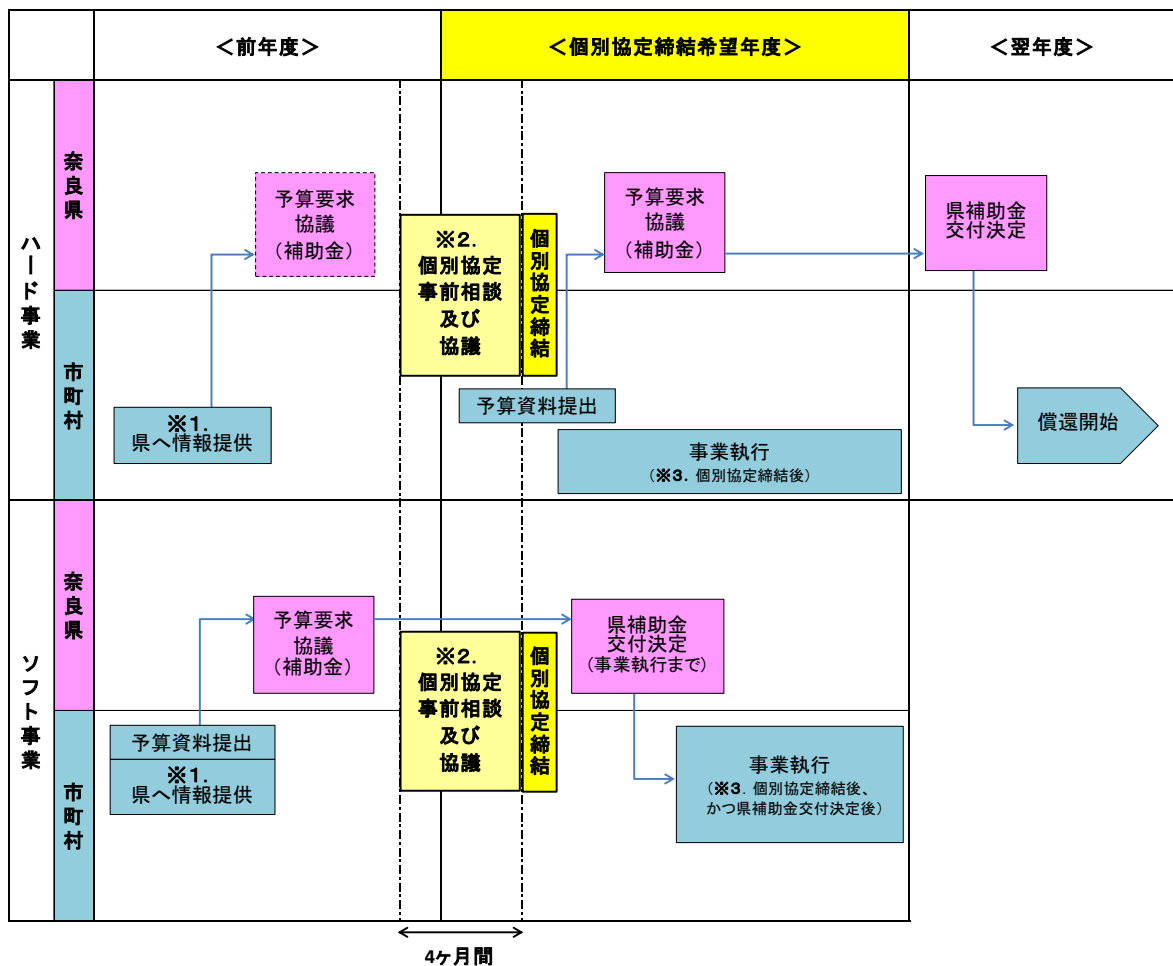 ＜前年度＞
＜個別協定締結希望年度＞
＜翌年度＞
ハード事業
奈良県
予算要求
協議
（補助金）
※2．
個別協定
事前相談
及び
協議
個別協定締結
予算要求
協議
（補助金）
県補助金
交付決定
市町村
※1．
県へ情報提供
予算資料提出
事業執行
（※3．個別協定締結後）
償還開始
ソフト事業
奈良県
予算要求
協議
（補助金）
※2．
個別協定
事前相談
及び
協議
個別協定締結
県補助金
交付決定
（事業執行まで）
市町村
予算資料提出
※1．
県へ情報提供
事業執行
（※3．個別協定締結後、
かつ県補助金交付決定後）
4ヶ月間